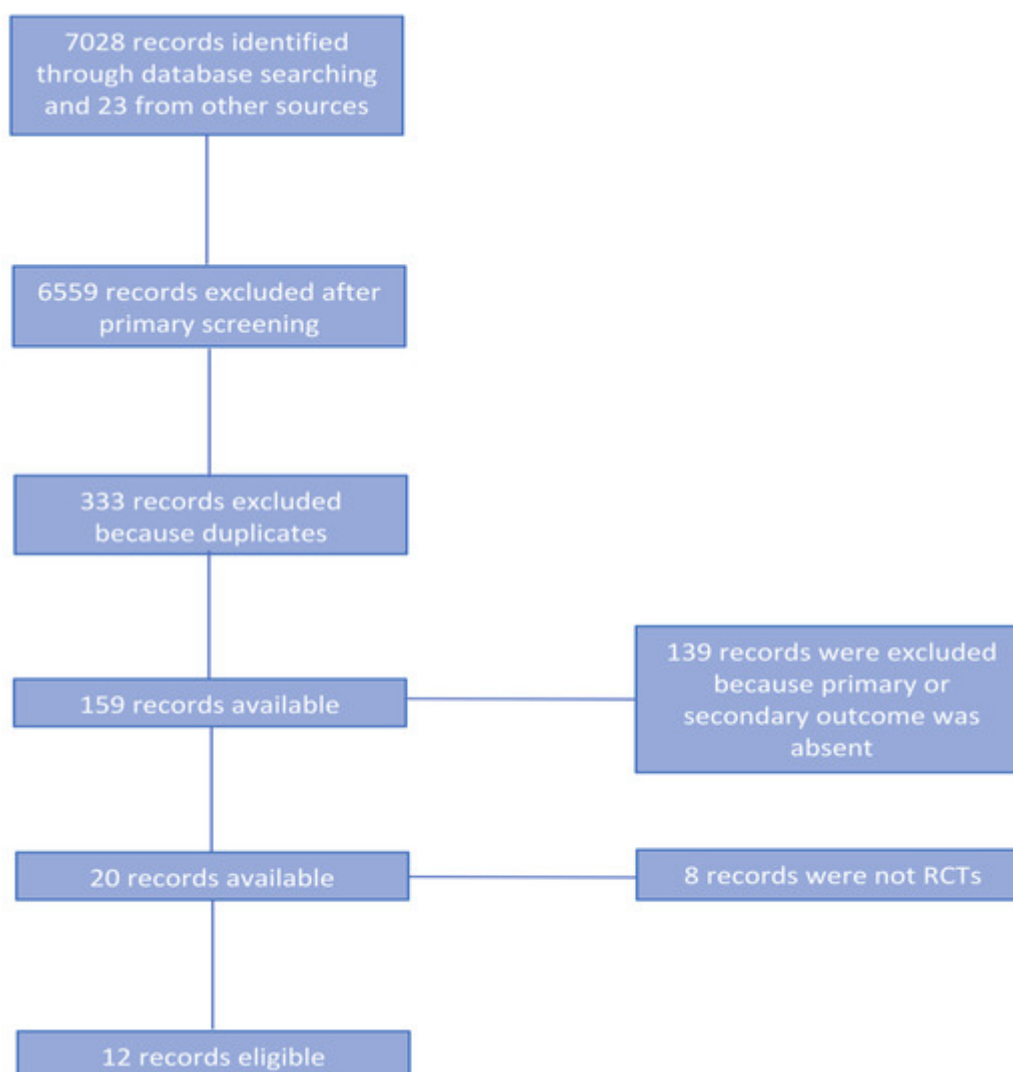 7028 records identified
through database searching
and 23 from other sources
6559 records excluded after
primary screening
333 records excluded
because duplicates
159 records available
139 records were excluded
because primary or
secondary outcome was
absent
20 records available
8 records were not RCTs
12 records eligible